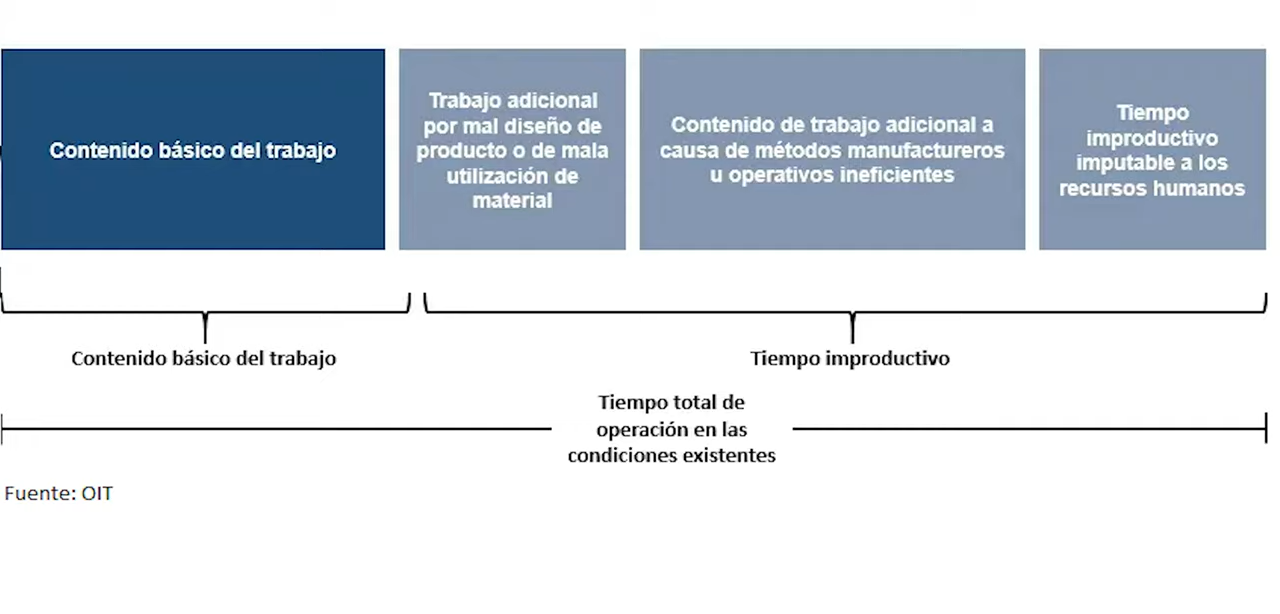 Contenido básico del trabajo
Trabajo adicional
por mal diseño de
producto o de mala
utilización de
material
Contenido de trabajo adicional a
causa de métodos manufactureros
u operativos ineficientes
Tiempo
improductivo
imputable a los
recursos humanos
Contenido básico del trabajo
Tiempo improductivo
Tiempo total de
operación en las
condiciones existentes
Fuente: OIT